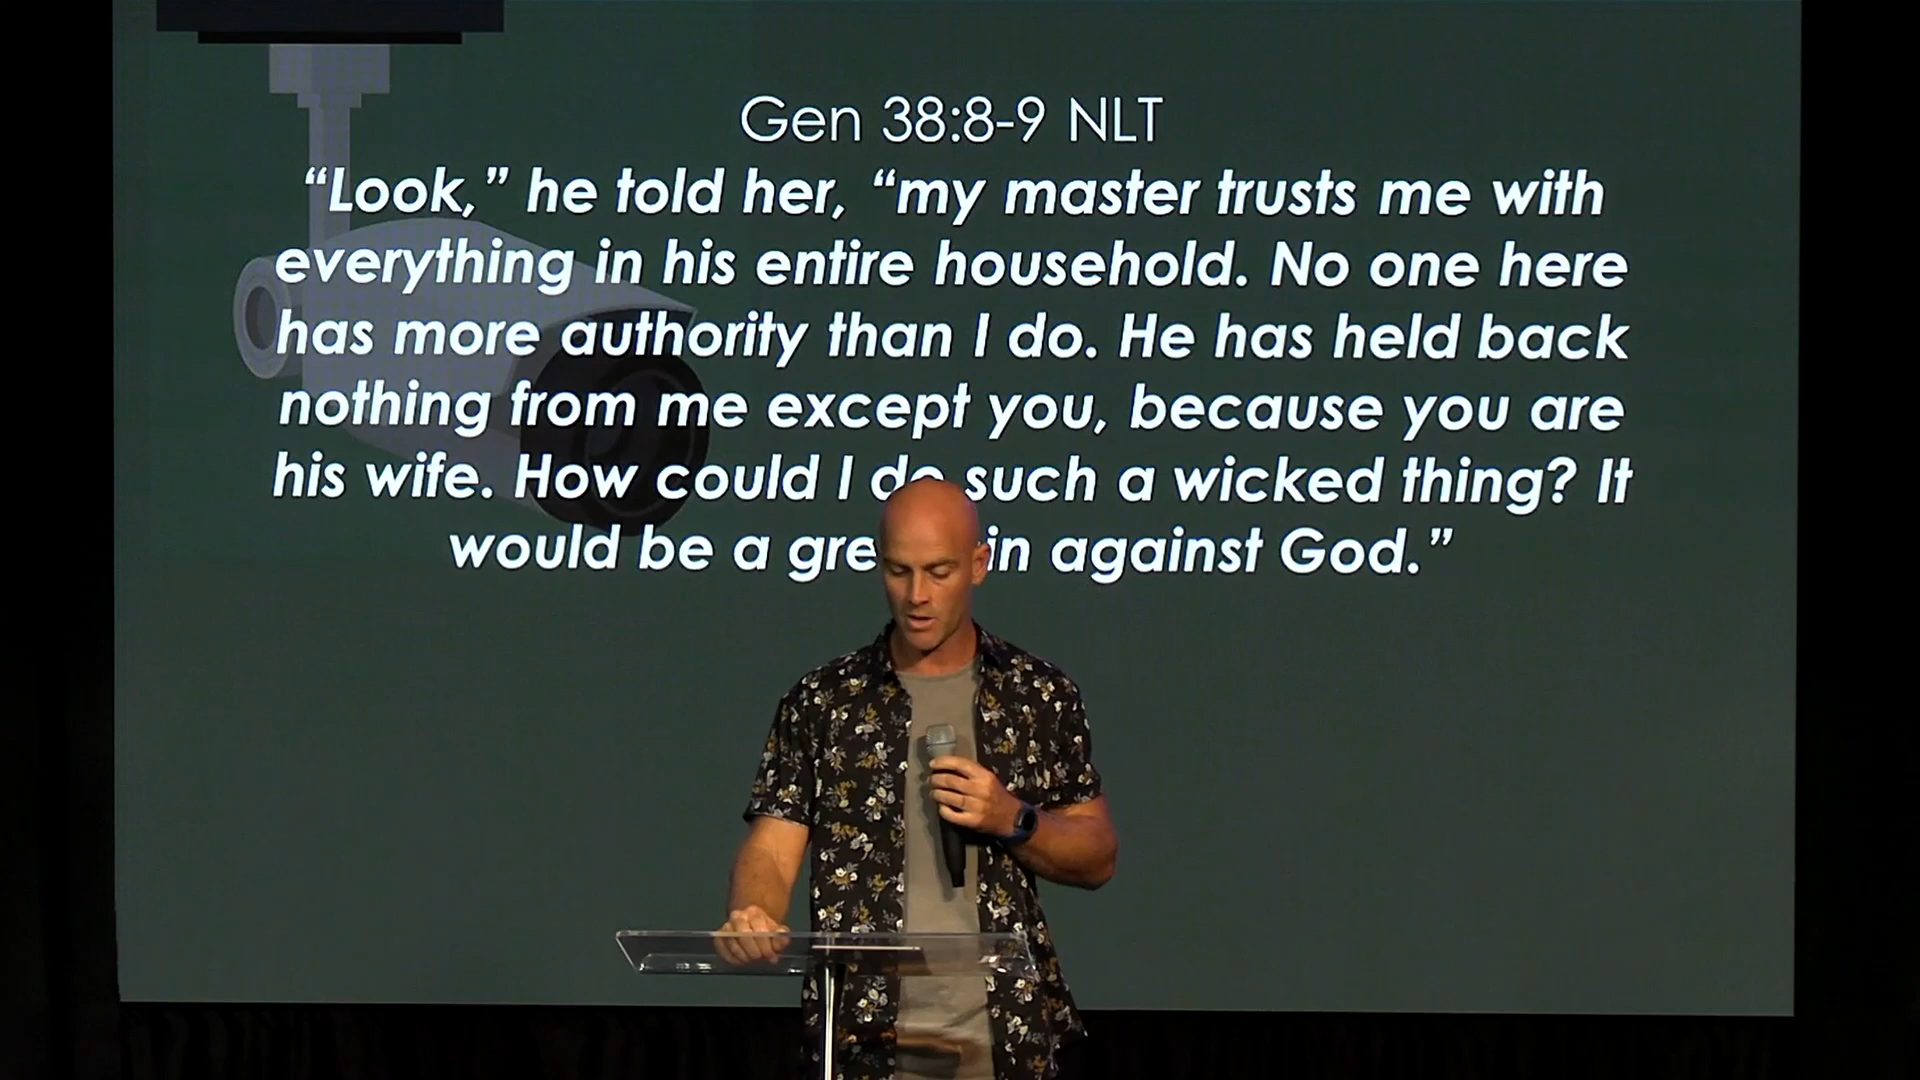 Gen 38:8-9 NLT
“Look,” he told her, “my master trusts me with
everything in his entire household. No one here
has more authority than I do. He has held back
nothing from me except you, because you are
his wife. How could I do such a wicked thing? It
would be a against God.”